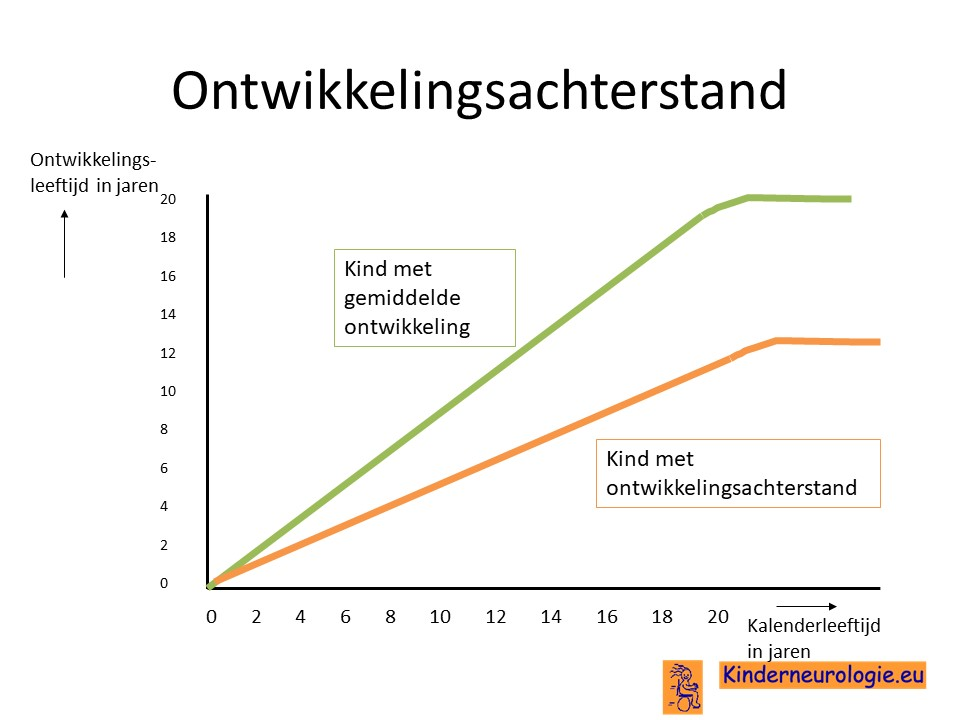 Ontwikkelingsachterstand
Ontwikkelings-
leeftijd in jaren
20
18
16
14
12
10
8
6
4
2
0
Kind met
gemiddelde
ontwikkeling
Kind met
ontwikkelingsachterstand
0 2 4 6 8 10 12 14 16 18 20
Kalenderleeftijd
in jaren
Kinderneurologie.eu